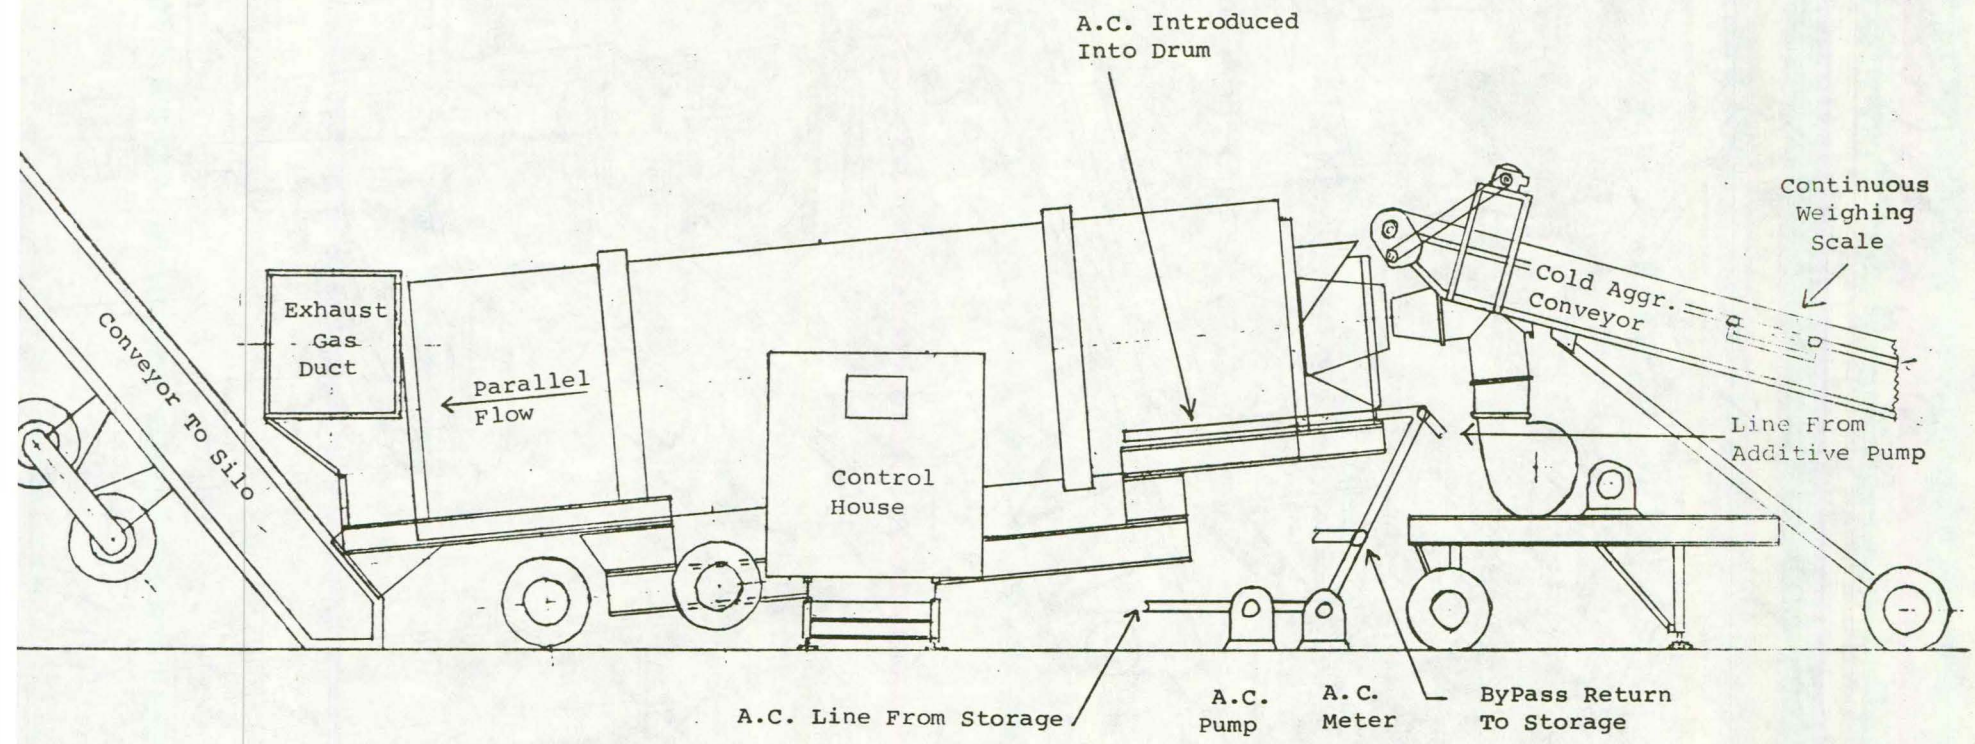 A.C. Introduced
Into Drum
Continuous
Weighing
Scale
Cold Aggr.
Conveyor
Exhaust
Gas
Duct
Parallel
Flow
Conveyor To Silo
Control
House
Line From
Additive Pump
A.C. Line From Storage
A.C.
Pump
A.C.
Meter
ByPass Return
To Storage